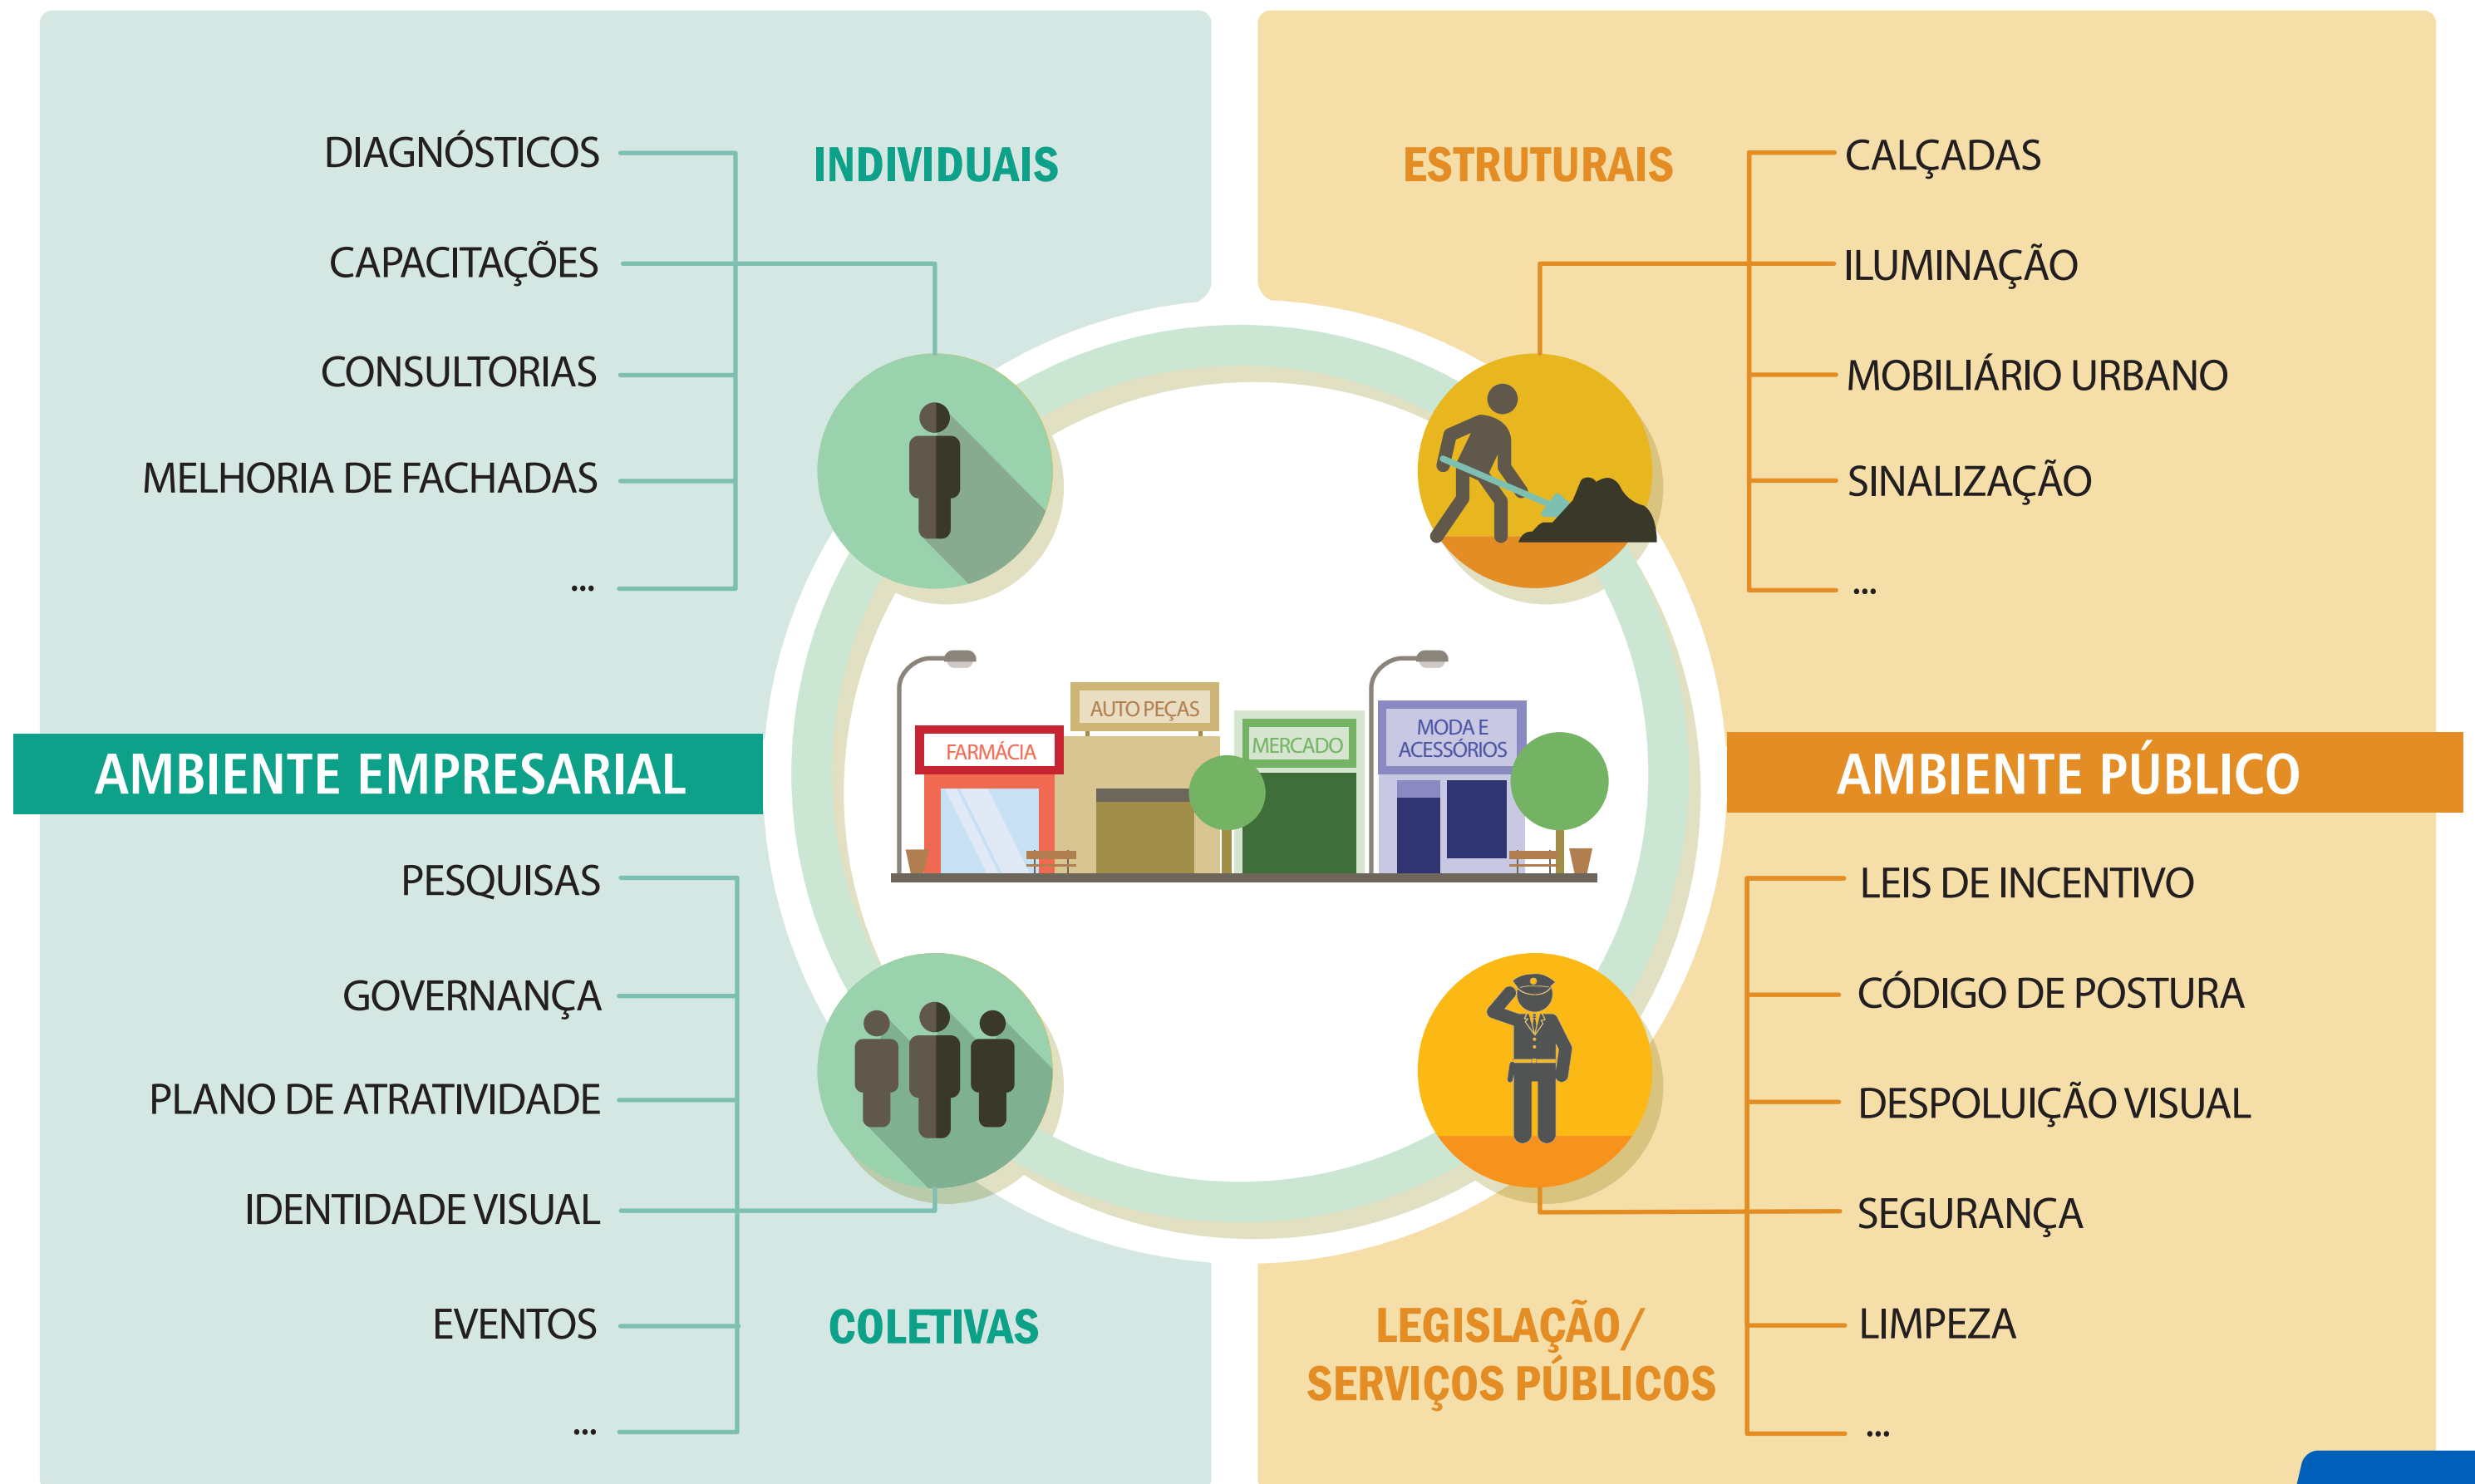 INDIVIDUAIS
DIAGNÓSTICOS
CAPACITAÇÕES
CONSULTORIAS
MELHORIA DE FACHADAS
...
ESTRUTURAIS
CALÇADAS
ILUMINAÇÃO
MOBILIÁRIO URBANO
SINALIZAÇÃO
...
AMBIENTE EMPRESARIAL
FARMÁCIA
AUTO PEÇAS
MERCADO
MODA E
ACESSÓRIOS
AMBIENTE PÚBLICO
PESQUISAS
GOVERNANÇA
PLANO DE ATRATIVIDADE
IDENTIDADE VISUAL
EVENTOS
...
COLETIVAS
LEIS DE INCENTIVO
CÓDIGO DE POSTURA
DESPOLUIÇÃO VISUAL
SEGURANÇA
LIMPEZA
...
LEGISLAÇÃO/
SERVIÇOS PÚBLICOS